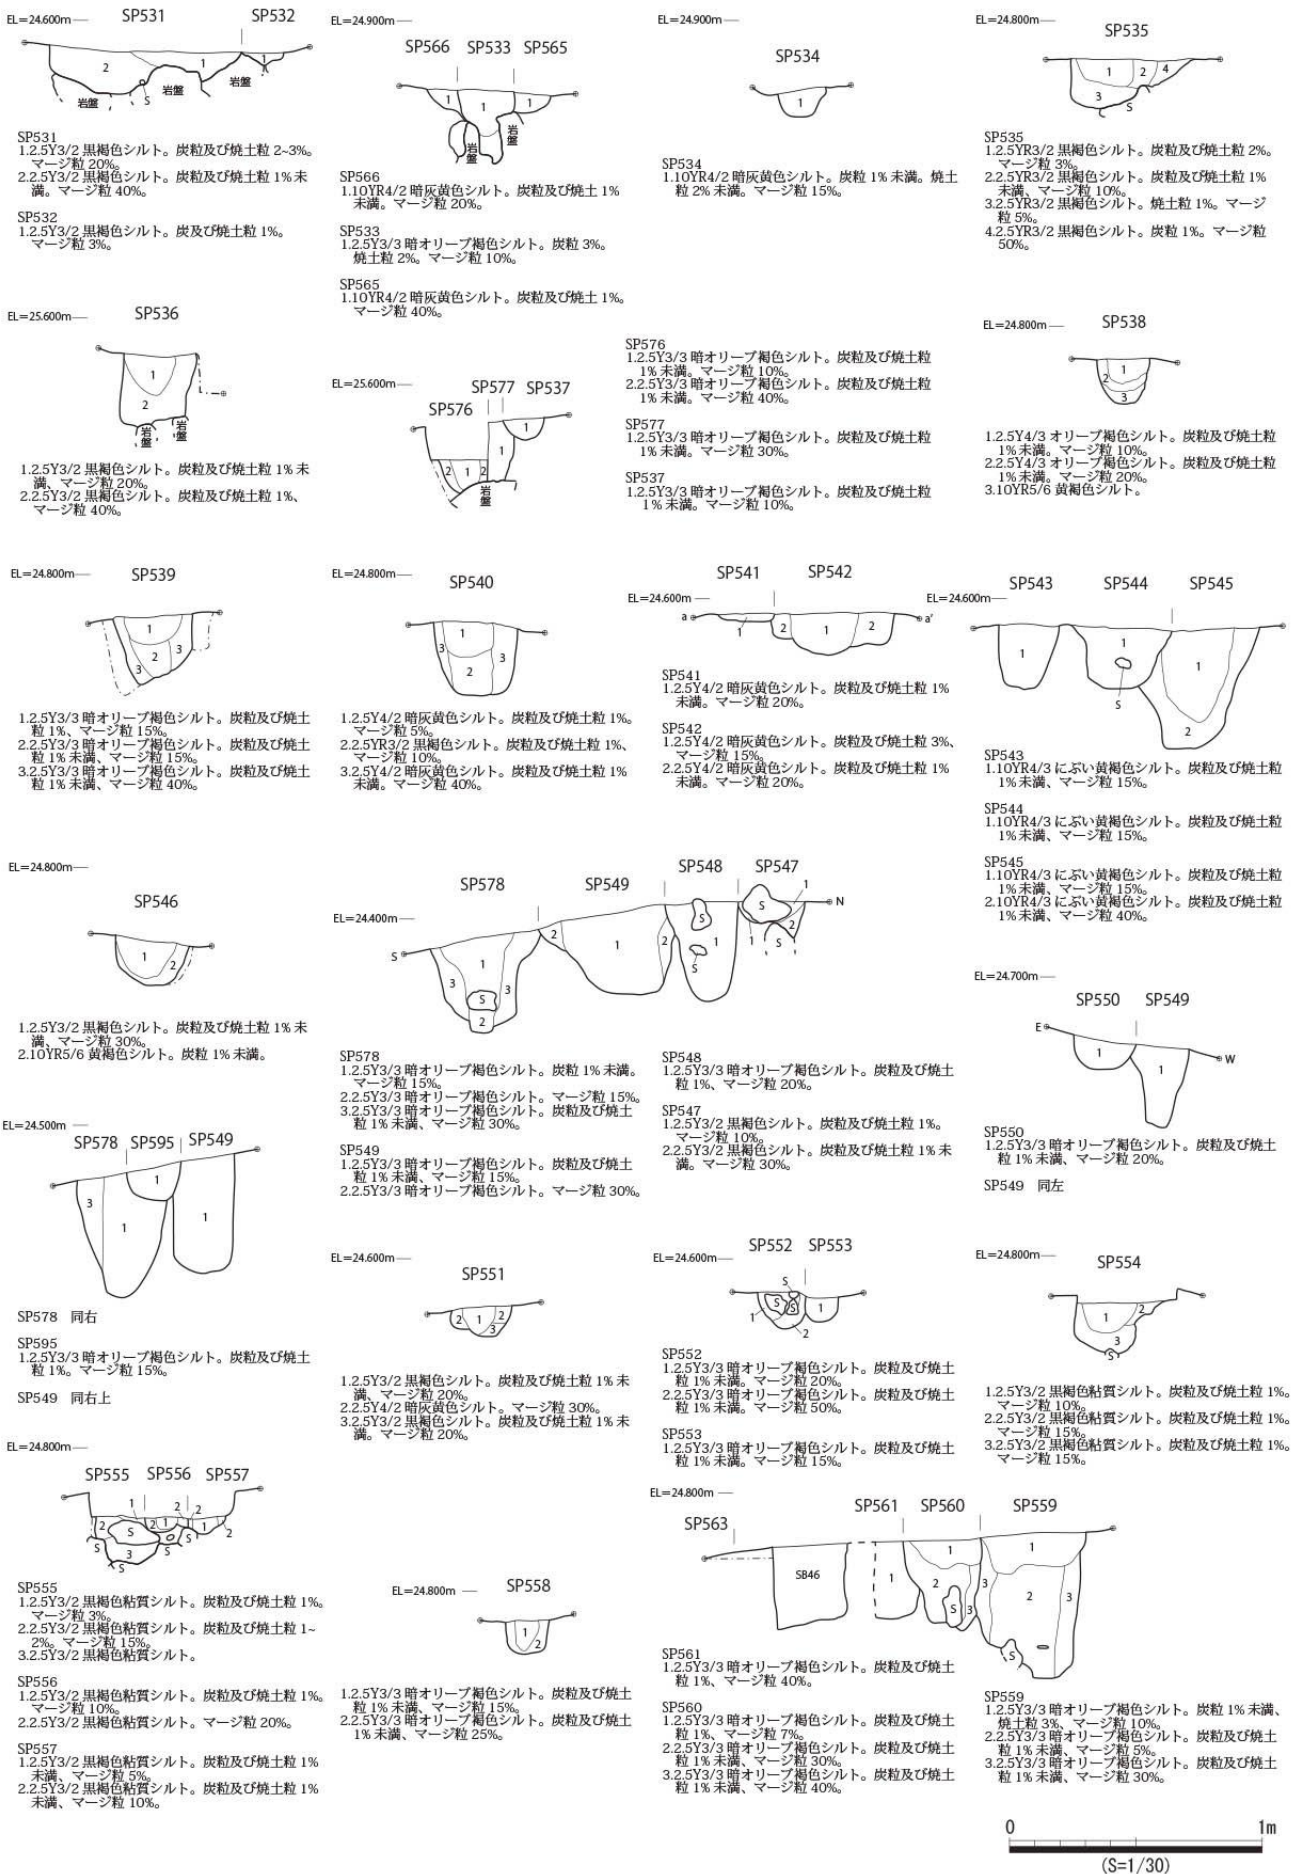 EL=24.600m
SP531
SP532
2
1
1
岩盤
S
岩盤
岩盤
SP531
1.2.5Y3/2 黒褐色シルト。炭粒及び焼土粒 2~3%。
マージ粒 20%。
2.2.5Y3/2 黒褐色シルト。炭粒及び焼土粒 1% 未
満。マージ粒 40%。
SP532
1.2.5Y3/2 黒褐色シルト。炭及び焼土粒 1%。
マージ粒 3%。
EL=24.900m
SP566
SP533
SP565
1
1
1
岩盤
岩盤
SP566
1.10YR4/2 暗灰黄色シルト。炭粒及び焼土 1%
未満。マージ粒 20%。
SP533
1.2.5Y3/3 暗オリーブ褐色シルト。炭粒 3%。
焼土粒 2%。マージ粒 10%。
SP565
1.10YR4/2 暗灰黄色シルト。炭粒及び焼土 1%。
マージ粒 40%。
EL=24.900m
SP534
1
SP534
1.10YR4/2 暗灰黄色シルト。炭粒 1% 未満。焼土
粒 2% 未満。マージ粒 15%。
EL=24.800m
SP535
1
2
4
3
S
SP535
1.2.5YR3/2 黒褐色シルト。炭粒及び焼土粒 2%。
マージ粒 3%。
2.2.5YR3/2 黒褐色シルト。炭粒及び焼土粒 1%
未満、マージ粒 10%。
3.2.5YR3/2 黒褐色シルト。焼土粒 1%。マージ
粒 5%。
4.2.5YR3/2 黒褐色シルト。炭粒 1%。マージ粒
50%。
EL=25.600m
SP536
1
2
岩盤
岩盤
1.2.5Y3/2 黒褐色シルト。炭粒及び焼土粒 1% 未
満、マージ粒 20%。
2.2.5Y3/2 黒褐色シルト。炭粒及び焼土粒 1%、
マージ粒 40%。
EL=25.600m
SP577
SP537
SP576
1
2
1
2
1
岩盤
SP576
1.2.5Y3/3 暗オリーブ褐色シルト。炭粒及び焼土粒
1% 未満。マージ粒 10%。
2.2.5Y3/3 暗オリーブ褐色シルト。炭粒及び焼土粒
1% 未満。マージ粒 40%。
SP577
1.2.5Y3/3 暗オリーブ褐色シルト。炭粒及び焼土粒
1% 未満。マージ粒 30%。
SP537
1.2.5Y3/3 暗オリーブ褐色シルト。炭粒及び焼土粒
1% 未満。マージ粒 10%。
EL=24.800m
SP538
1
2
3
1.2.5Y4/3 オリーブ褐色シルト。炭粒及び焼土粒
1% 未満。マージ粒 10%。
2.2.5Y4/3 オリーブ褐色シルト。炭粒及び焼土粒
1% 未満。マージ粒 20%。
3.10YR5/6 黄褐色シルト。
EL=24.800m
SP539
1
2
3
3
1.2.5Y3/3 暗オリーブ褐色シルト。炭粒及び焼土
粒 1%、マージ粒 15%。
2.2.5Y3/3 暗オリーブ褐色シルト。炭粒及び焼土
粒 1% 未満、マージ粒 15%。
3.2.5Y3/3 暗オリーブ褐色シルト。炭粒及び焼土
粒 1% 未満、マージ粒 40%。
EL=24.800m
SP540
1
3
2
3
1.2.5Y4/2 暗灰黄色シルト。炭粒及び焼土粒 1%。
マージ粒 5%。
2.2.5YR3/2 黒褐色シルト。炭粒及び焼土粒 1%、
マージ粒 10%。
3.2.5Y4/2 暗灰黄色シルト。炭粒及び焼土粒 1%
未満。マージ粒 40%。
SP541
SP542
EL=24.600m
a
1
2
1
2
a'
SP541
1.2.5Y4/2 暗灰黄色シルト。炭粒及び焼土粒 1%
未満。マージ粒 20%。
SP542
1.2.5Y4/2 暗灰黄色シルト。炭粒及び焼土粒 3%、
マージ粒 15%。
2.2.5Y4/2 暗灰黄色シルト。炭粒及び焼土粒 1%
未満。マージ粒 20%。
SP543
SP544
SP545
EL=24.600m
1
1
S
1
2
SP543
1.10YR4/3 にぶい黄褐色シルト。炭粒及び焼土粒
1% 未満、マージ粒 15%。
SP544
1.10YR4/3 にぶい黄褐色シルト。炭粒及び焼土粒
1% 未満、マージ粒 15%。
SP545
1.10YR4/3 にぶい黄褐色シルト。炭粒及び焼土粒
1% 未満、マージ粒 15%。
2.10YR4/3 にぶい黄褐色シルト。炭粒及び焼土粒
1% 未満、マージ粒 40%。
EL=24.800m
SP546
1
2
1.2.5Y3/2 黒褐色シルト。炭粒及び焼土粒 1% 未
満、マージ粒 30%。
2.10YR5/6 黄褐色シルト。炭粒 1% 未満。
SP578
SP549
SP548
SP547
EL=24.400m
S
N
1
3
3
S
2
2
1
2
S
1
S
S
1
1
2
S
SP578
1.2.5Y3/3 暗オリーブ褐色シルト。炭粒 1% 未満。
マージ粒 15%。
2.2.5Y3/3 暗オリーブ褐色シルト。マージ粒 15%。
3.2.5Y3/3 暗オリーブ褐色シルト。炭粒及び焼土
粒 1% 未満、マージ粒 30%。
SP549
1.2.5Y3/3 暗オリーブ褐色シルト。炭粒及び焼土
粒 1% 未満、マージ粒 15%。
2.2.5Y3/3 暗オリーブ褐色シルト。マージ粒 30%。
SP548
1.2.5Y3/3 暗オリーブ褐色シルト。炭粒及び焼土
粒 1%、マージ粒 20%。
SP547
1.2.5Y3/2 黒褐色シルト。炭粒及び焼土粒 1%。
マージ粒 10%。
2.2.5Y3/2 黒褐色シルト。炭粒及び焼土粒 1% 未
満。マージ粒 30%。
EL=24.700m
SP550
SP549
E
1
1
W
SP550
1.2.5Y3/3 暗オリーブ褐色シルト。炭粒及び焼土
粒 1% 未満、マージ粒 20%。
SP549 同左
EL=24.500m
SP578
SP595
SP549
3
1
1
1
SP578 同右
SP595
1.2.5Y3/3 暗オリーブ褐色シルト。炭粒及び焼土
粒 1%。マージ粒 15%。
SP549 同右上
EL=24.600m
SP551
2
1
2
3
1.2.5Y3/2 黒褐色シルト。炭粒及び焼土粒 1% 未
満、マージ粒 20%。
2.2.5Y4/2 暗灰黄色シルト。マージ粒 30%。
3.2.5Y3/2 黒褐色シルト。炭粒及び焼土粒 1% 未
満。マージ粒 20%。
EL=24.600m
SP552
SP553
S
S
S
1
1
2
SP552
1.2.5Y3/3 暗オリーブ褐色シルト。炭粒及び焼土
粒 1% 未満。マージ粒 20%。
2.2.5Y3/3 暗オリーブ褐色シルト。炭粒及び焼土
粒 1% 未満。マージ粒 50%。
SP553
1.2.5Y3/3 暗オリーブ褐色シルト。炭粒及び焼土
粒 1% 未満。マージ粒 15%。
EL=24.800m
SP554
1
2
3
S
1.2.5Y3/2 黒褐色粘質シルト。炭粒及び焼土粒 1%。
マージ粒 10%。
2.2.5Y3/2 黒褐色粘質シルト。炭粒及び焼土粒 1%。
マージ粒 15%。
3.2.5Y3/2 黒褐色粘質シルト。炭粒及び焼土粒 1%。
マージ粒 15%。
EL=24.800m
SP555
SP556
SP557
1
2
2
2
S
2
1
S
1
2
S
3
S
S
SP555
1.2.5Y3/2 黒褐色粘質シルト。炭粒及び焼土粒 1%。
マージ粒 3%。
2.2.5Y3/2 黒褐色粘質シルト。炭粒及び焼土粒 1~
2%。マージ粒 15%。
3.2.5Y3/2 黒褐色粘質シルト。
SP556
1.2.5Y3/2 黒褐色粘質シルト。炭粒及び焼土粒 1%。
マージ粒 10%。
2.2.5Y3/2 黒褐色粘質シルト。マージ粒 20%。
SP557
1.2.5Y3/2 黒褐色粘質シルト。炭粒及び焼土粒 1%
未満、マージ粒 5%。
2.2.5Y3/2 黒褐色粘質シルト。炭粒及び焼土粒 1%
未満、マージ粒 10%。
EL=24.800m
SP558
1
2
1.2.5Y3/3 暗オリーブ褐色シルト。炭粒及び焼土
粒 1% 未満、マージ粒 15%。
2.2.5Y3/3 暗オリーブ褐色シルト。炭粒及び焼土粒
1% 未満、マージ粒 25%。
EL=24.800m
SP563
SP561
SP560
SP559
SB46
1
1
2
S
3
1
3
2
3
S
SP561
1.2.5Y3/3 暗オリーブ褐色シルト。炭粒及び焼土
粒 1%、マージ粒 40%。
SP560
1.2.5Y3/3 暗オリーブ褐色シルト。炭粒及び焼土
粒 1%、マージ粒 7%。
2.2.5Y3/3 暗オリーブ褐色シルト。炭粒及び焼土
粒 1% 未満、マージ粒 30%。
3.2.5Y3/3 暗オリーブ褐色シルト。炭粒及び焼土
粒 1% 未満、マージ粒 40%。
SP559
1.2.5Y3/3 暗オリーブ褐色シルト。炭粒 1% 未満、
焼土粒 3%、マージ粒 10%。
2.2.5Y3/3 暗オリーブ褐色シルト。炭粒及び焼土
粒 1% 未満、マージ粒 5%。
3.2.5Y3/3 暗オリーブ褐色シルト。炭粒及び焼土
粒 1% 未満、マージ粒 30%。
0
1m
(S=1/30)